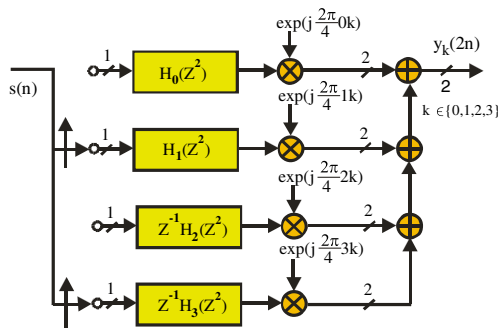 exp(j 2π/4 0k)
1
H₀(Z²)
2
yₖ(2n)
2
s(n)
k ∈{0,1,2,3}
exp(j 2π/4 1k)
1
H₁(Z²)
2
exp(j 2π/4 2k)
1
Z⁻¹H₂(Z²)
2
exp(j 2π/4 3k)
1
Z⁻¹H₃(Z²)
2